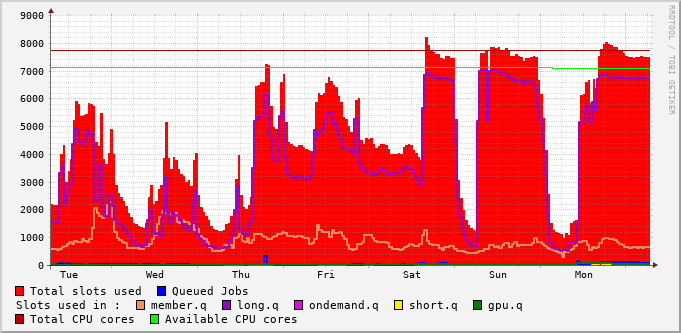 RRDTOOL / TOBI OETIKER
9000
8000
7000
6000
5000
4000
3000
2000
1000
0
Tue Wed Thu Fri Sat Sun Mon
Total slots used Queued Jobs
Slots used in : member.q long.q ondemand.q short.q gpu.q
Total CPU cores Available CPU cores